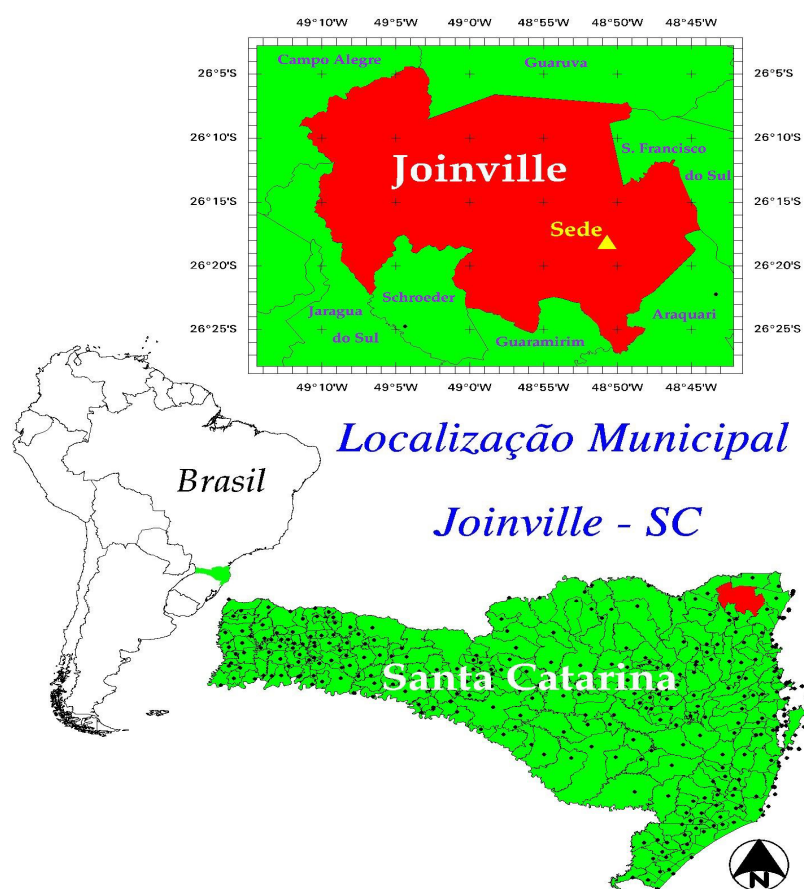 49°10'W 49°5'W 49°0'W 48°55'W 48°50'W 48°45'W
Campo Alegre
Guaruva
26°5'S 26°5'S
26°10'S 26°10'S
S. Francisco
do Sul
Joinville
26°15'S 26°15'S
Sede
26°20'S 26°20'S
Schroeder
Jaragua
do Sul
Araquari
26°25'S 26°25'S
Guaramirim
49°10'W 49°5'W 49°0'W 48°55'W 48°50'W 48°45'W
Localização Municipal
Joinville - SC
Brasil
Santa Catarina
N